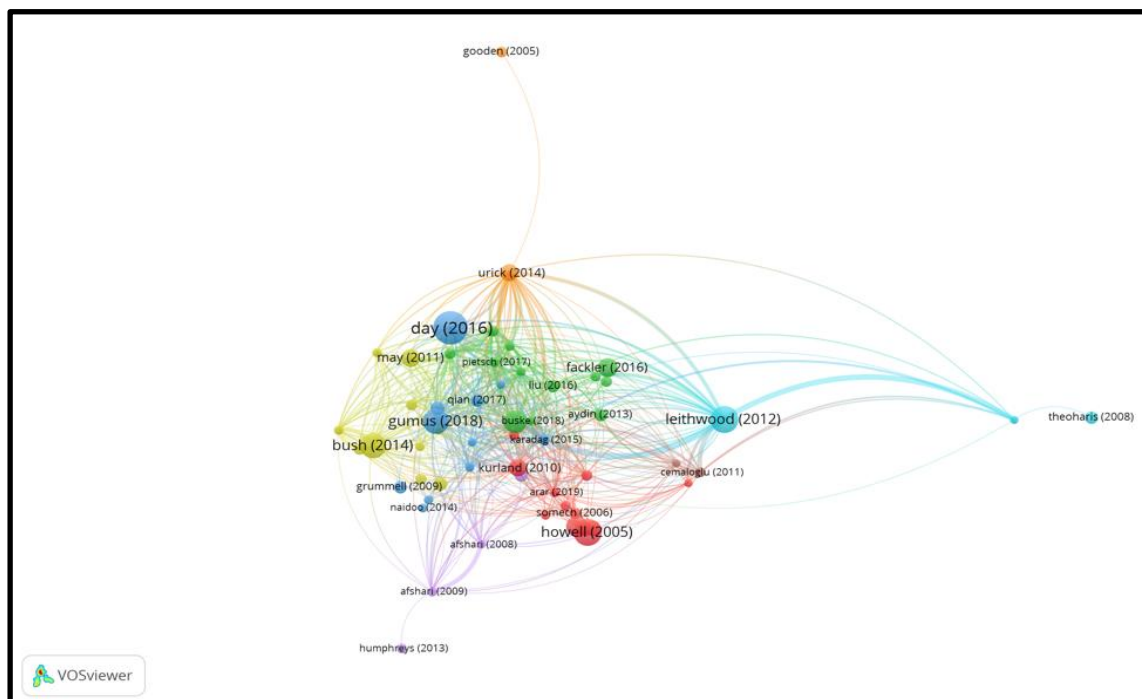 gooden (2005)
urick (2014)
day (2016)
may (2011)
pietsch (2017)
fackler (2016)
liu (2016)
qian (2017)
gumus (2018)
buske (2018)
aydin (2013)
leithwood (2012)
theoharis (2008)
karadag (2015)
bush (2014)
kurland (2010)
cemaloglu (2011)
grummell (2009)
arar (2019)
naidoo (2014)
somech (2006)
howell (2005)
afshari (2008)
afshari (2009)
humphreys (2013)
VOSviewer